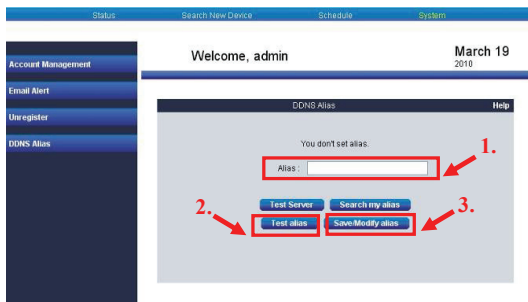 Status Search New Device Schedule System
Welcome, admin
March 19
2010
Account Management
Email Alert
Unregister
DDNS Alias
DDNS Alias Help
You don't set alias.
Alias :
1.
Test Server Search my alias
2.
Test alias Save/Modify alias
3.